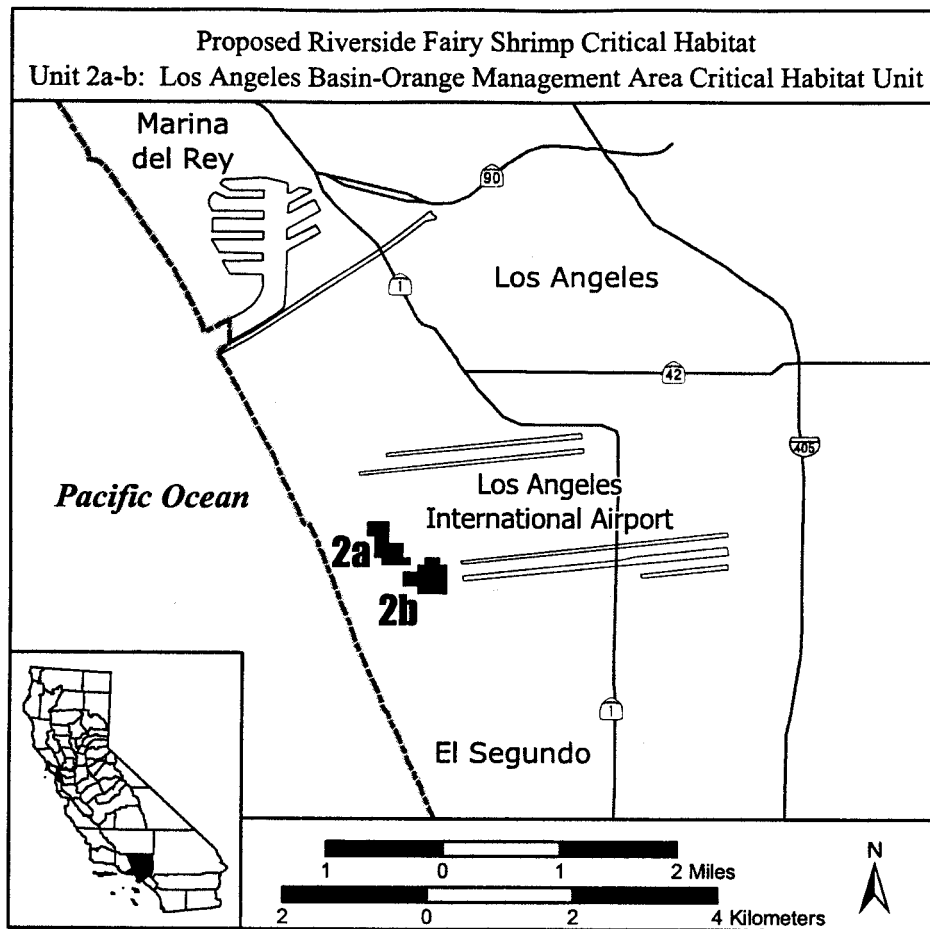 Proposed Riverside Fairy Shrimp Critical Habitat
Unit 2a-b: Los Angeles Basin-Orange Management Area Critical Habitat Unit
Marina
del Rey
90
Los Angeles
1
42
405
Pacific Ocean
Los Angeles
International Airport
2a
2b
1
El Segundo
1 0 1 2 Miles
2 0 2 4 Kilometers
N